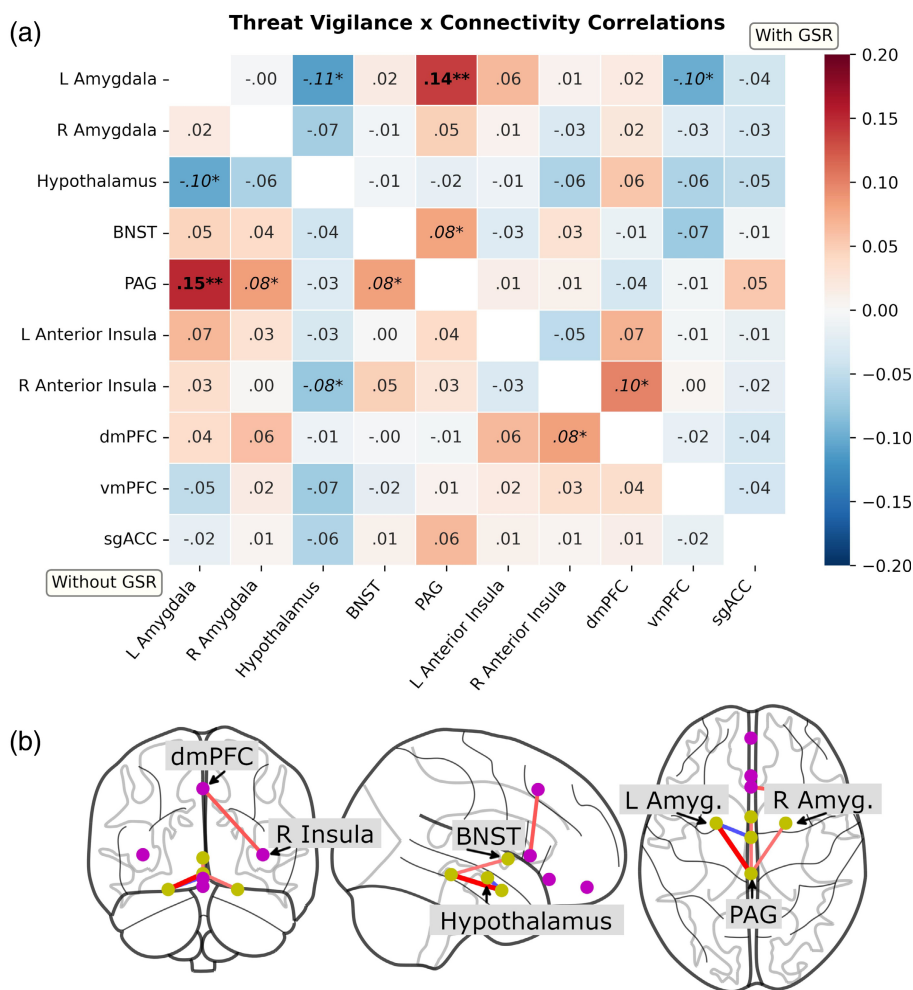 (a)
Threat Vigilance x Connectivity Correlations
With GSR
L Amygdala -.00 -.11* .02 .14** .06 .01 .02 -.10* -.04
R Amygdala .02 -.07 -.01 .05 .01 -.03 .02 -.03 -.03
Hypothalamus -.10* -.06 -.01 -.02 -.01 -.06 .06 -.06 -.05
BNST .05 .04 -.04 .08* -.03 .03 -.01 -.07 -.01
PAG .15** .08* -.03 .08* .01 .01 -.04 -.01 .05
L Anterior Insula .07 .03 -.03 .00 .04 -.05 .07 -.01 -.01
R Anterior Insula .03 .00 -.08* .05 .03 -.03 .10* .00 -.02
dmPFC .04 .06 -.01 -.00 -.01 .06 .08* -.02 -.04
vmPFC -.05 .02 -.07 -.02 .01 .02 .03 .04 -.04
sgACC -.02 .01 -.06 .01 .06 .01 .01 .01 -.02
Without GSR
L Amygdala
R Amygdala
Hypothalamus
BNST
PAG
L Anterior Insula
R Anterior Insula
dmPFC
vmPFC
sgACC
0.20
0.15
0.10
0.05
0.00
-0.05
-0.10
-0.15
-0.20
(b)
dmPFC
R Insula
BNST
Hypothalamus
L Amyg.
R Amyg.
PAG